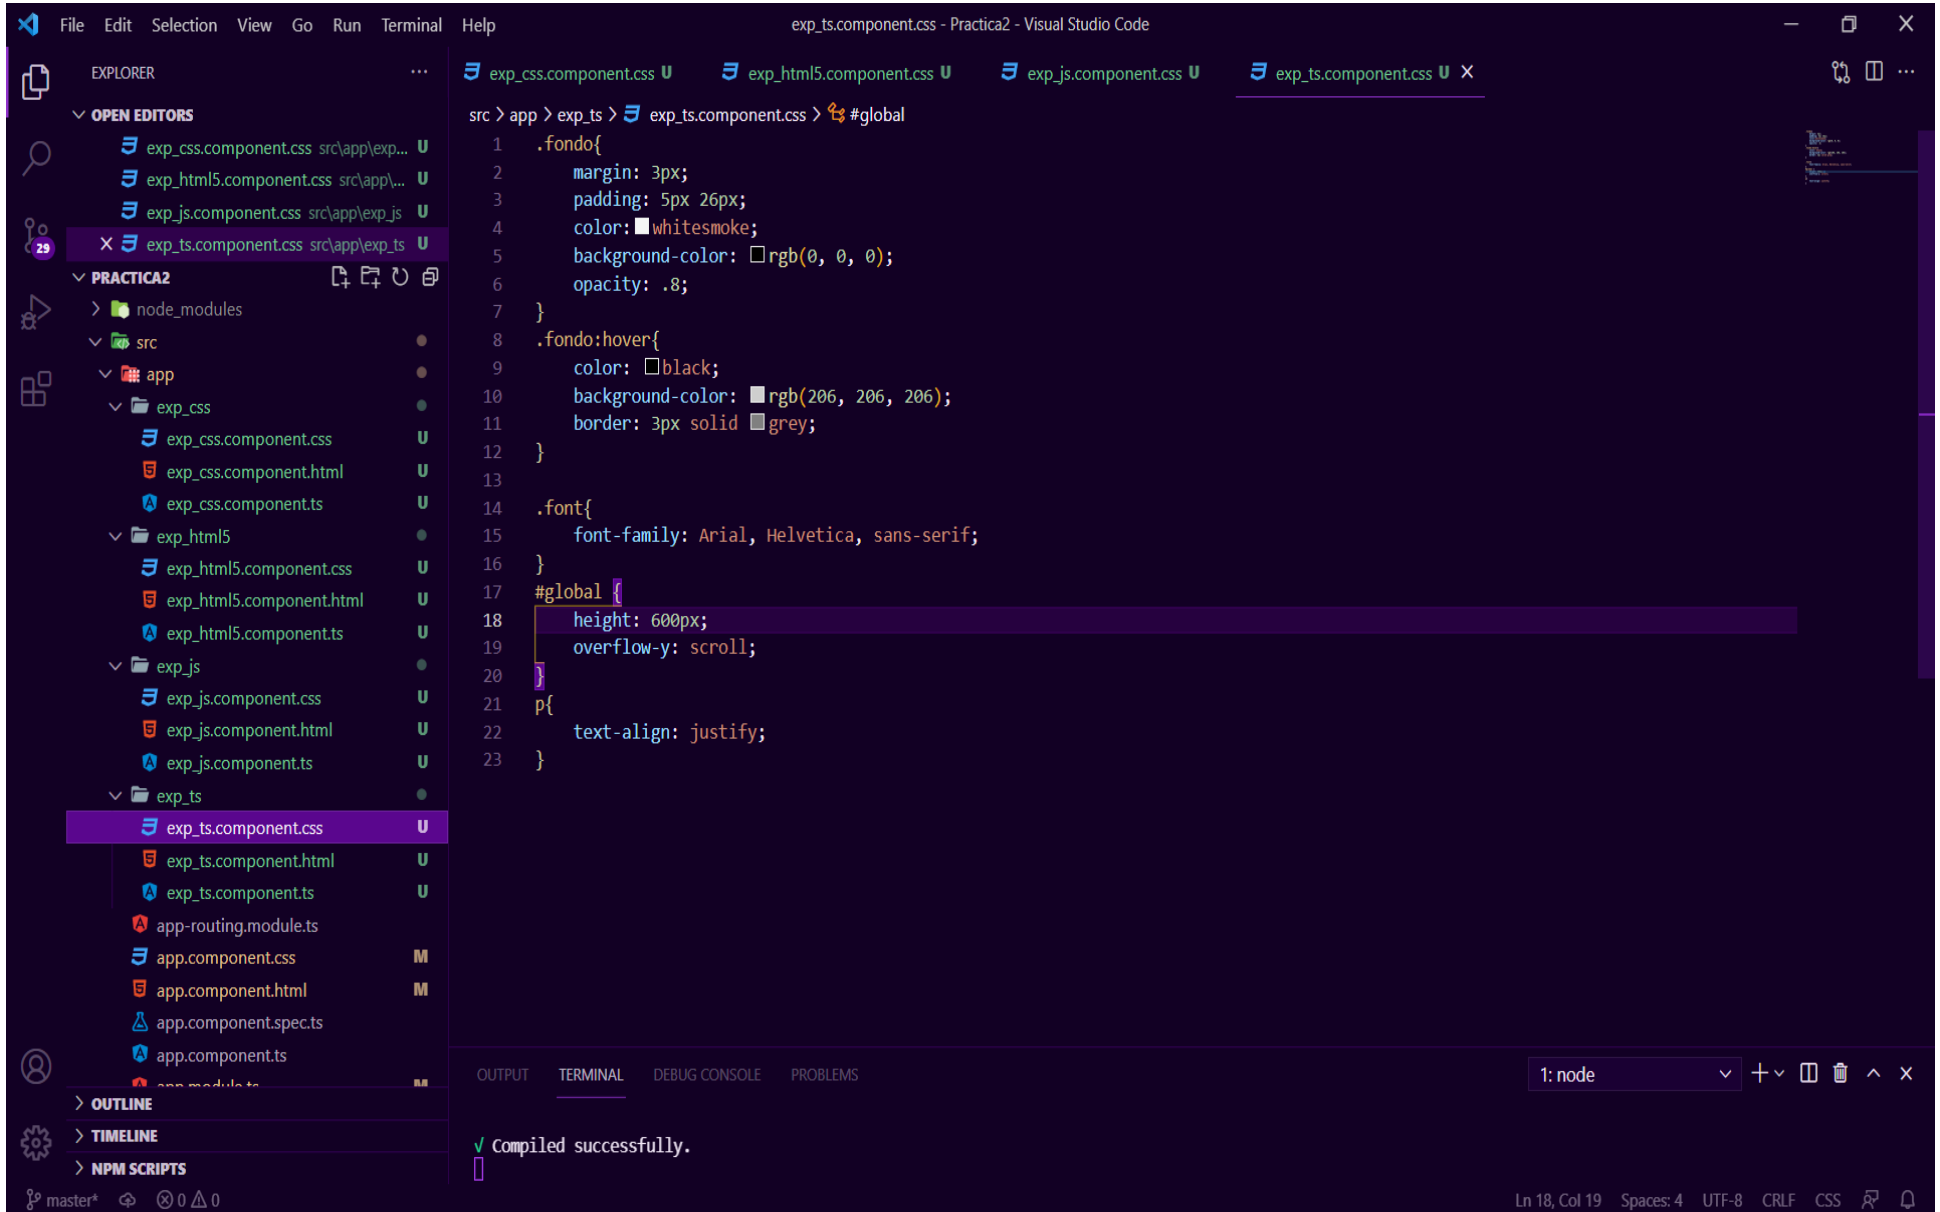 File Edit Selection View Go Run Terminal Help
exp_ts.component.css - Practica2 - Visual Studio Code
EXPLORER
OPEN EDITORS
exp_css.component.css src\app\exp... U
exp_html5.component.css src\app\... U
exp_js.component.css src\app\exp_js U
exp_ts.component.css src\app\exp_ts U
PRACTICA2
node_modules
src
app
exp_css
exp_css.component.css U
exp_css.component.html U
exp_css.component.ts U
exp_html5
exp_html5.component.css U
exp_html5.component.html U
exp_html5.component.ts U
exp_js
exp_js.component.css U
exp_js.component.html U
exp_js.component.ts U
exp_ts
exp_ts.component.css U
exp_ts.component.html U
exp_ts.component.ts U
app-routing.module.ts
app.component.css M
app.component.html M
app.component.spec.ts
app.component.ts
app.module.ts M
OUTLINE
TIMELINE
NPM SCRIPTS
29
exp_css.component.css U exp_html5.component.css U exp_js.component.css U exp_ts.component.css U
src > app > exp_ts > exp_ts.component.css > #global
1 .fondo{
2 margin: 3px;
3 padding: 5px 26px;
4 color: whitesmoke;
5 background-color: rgb(0, 0, 0);
6 opacity: .8;
7 }
8 .fondo:hover{
9 color: black;
10 background-color: rgb(206, 206, 206);
11 border: 3px solid grey;
12 }
13
14 .font{
15 font-family: Arial, Helvetica, sans-serif;
16 }
17 #global {
18 height: 600px;
19 overflow-y: scroll;
20 }
21 p{
22 text-align: justify;
23 }
OUTPUT TERMINAL DEBUG CONSOLE PROBLEMS
1: node
√ Compiled successfully.
master* 0 0
Ln 18, Col 19 Spaces: 4 UTF-8 CRLF CSS